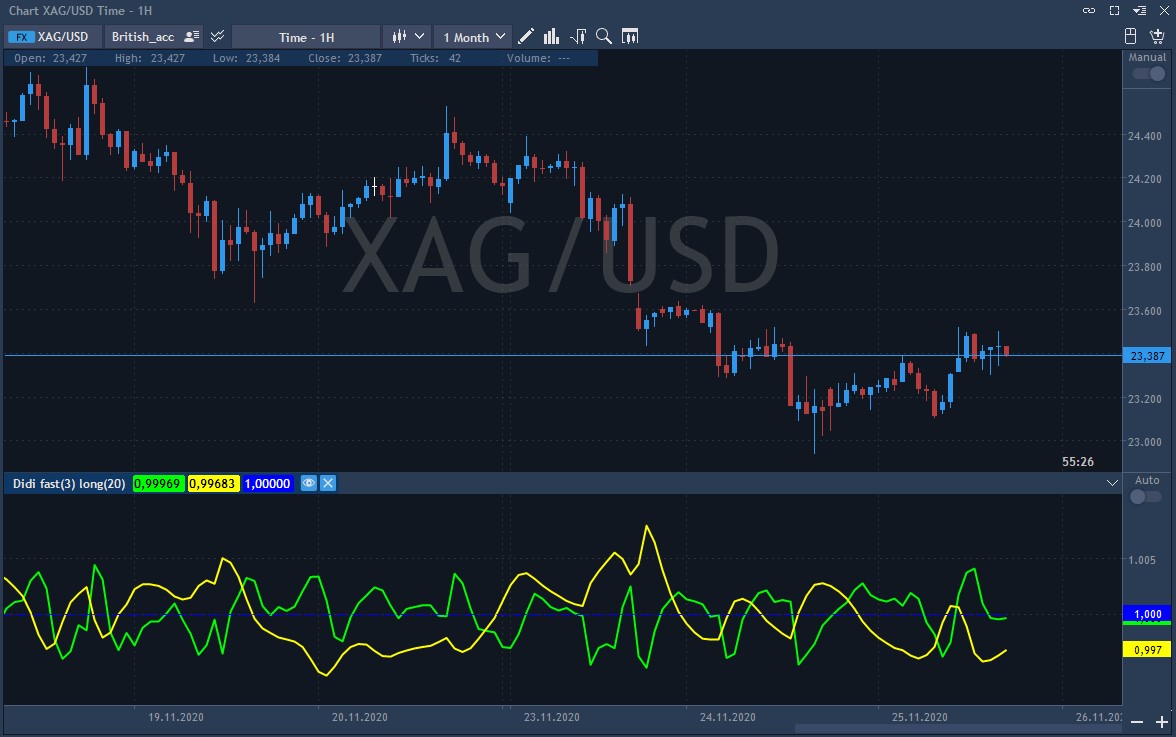 Chart XAG/USD Time - 1H
FX XAG/USD British_acc Time - 1H 1 Month
Open: 23,427 High: 23,427 Low: 23,384 Close: 23,387 Ticks: 42 Volume: ---
Manual
24.400
24.200
24.000
XAG/USD
23.800
23.600
23,387
23.200
23.000
55:26
Didi fast(3) long(20) 0,99969 0,99683 1,00000
Auto
1.005
1,000
0,997
19.11.2020 20.11.2020 23.11.2020 24.11.2020 25.11.2020 26.11.202